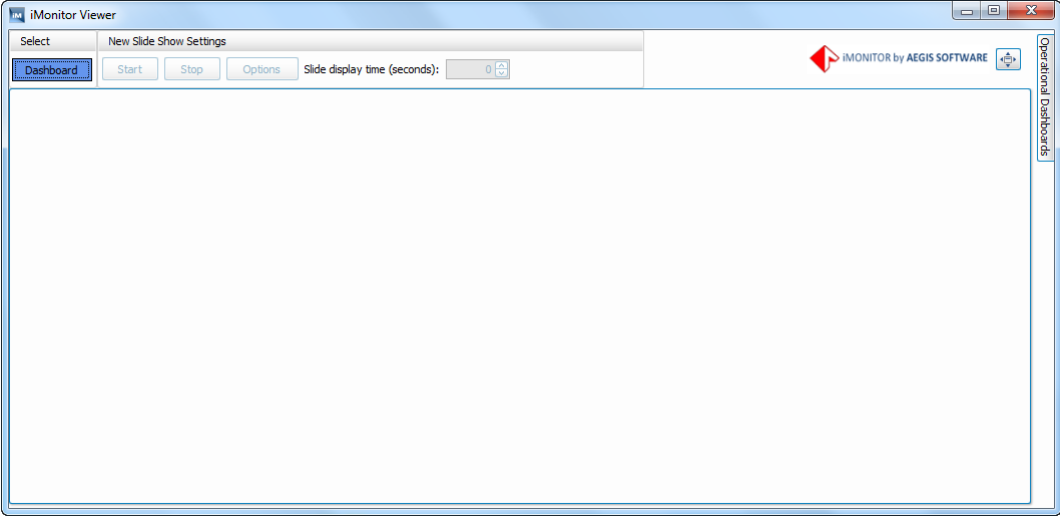 iM iMonitor Viewer
Select New Slide Show Settings
Dashboard Start Stop Options Slide display time (seconds): 0
iMONITOR by AEGIS SOFTWARE
Operational Dashboards